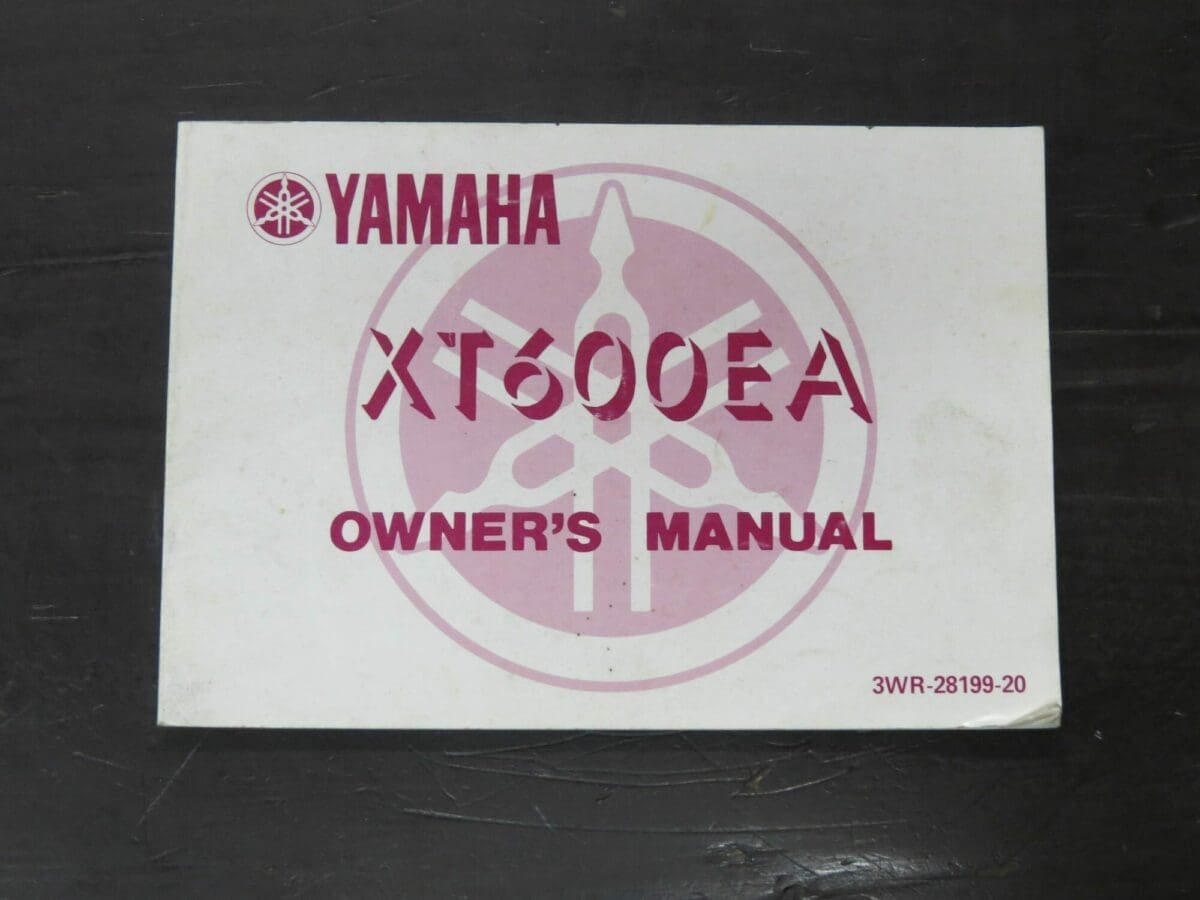 YAMAHA
XT600EA
OWNER'S MANUAL
3WR-28199-20